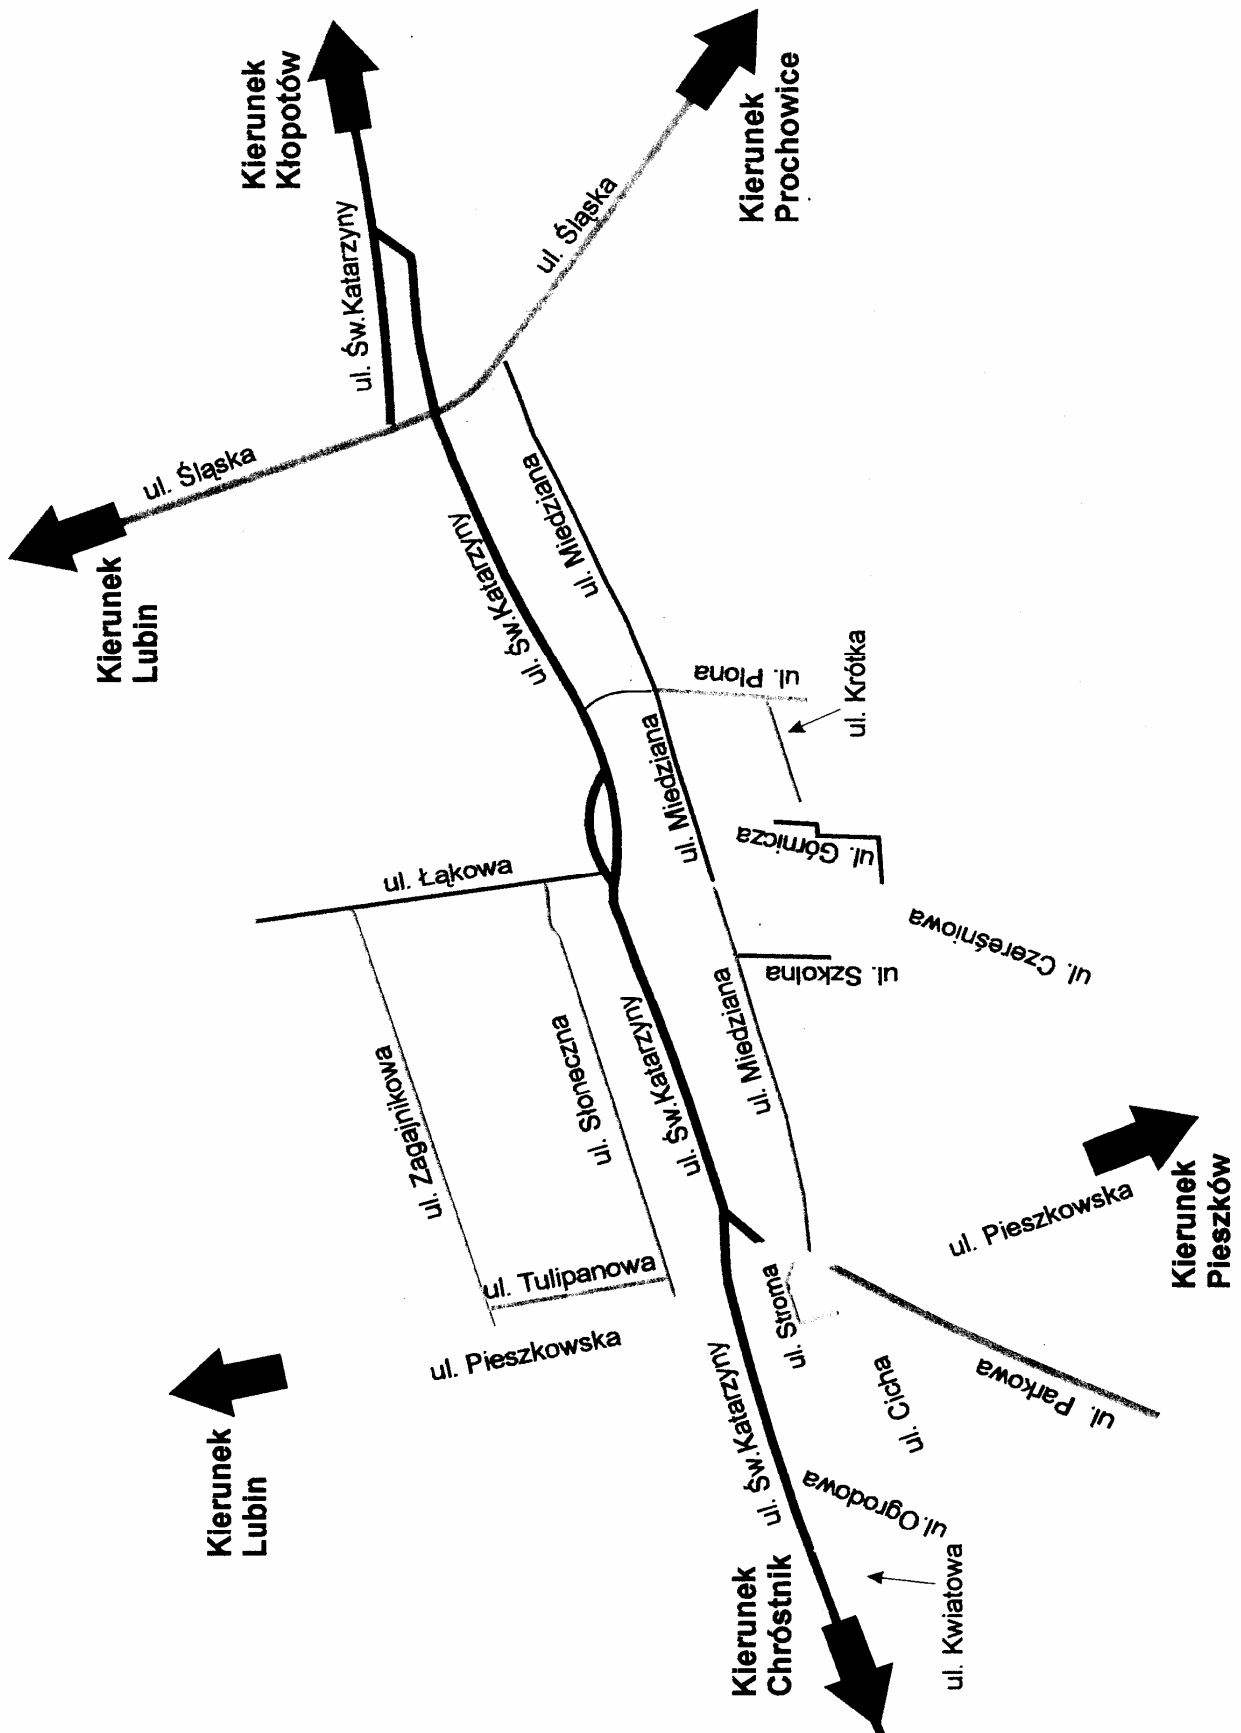 Kierunek
Kłopotów
Kierunek
Prochowice
ul. Św.Katarzyny
ul. Śląska
ul. Śląska
Kierunek
Lubin
ul. Św.Katarzyny
ul. Miedziana
ul. Plona
ul. Krótka
ul. Miedziana
ul. Górnicza
ul. Łąkowa
ul. Czereśniowa
ul. Szkolna
ul. Miedziana
ul. Św.Katarzyny
ul. Słoneczna
ul. Zagajnikowa
ul. Pieszkowska
Kierunek
Pieszków
ul. Tulipanowa
ul. Pieszkowska
ul. Stroma
ul. Parkowa
ul. Cicha
ul. Św.Katarzyny
ul.Ogrodowa
Kierunek
Lubin
Kierunek
Chróstnik
ul. Kwiatowa